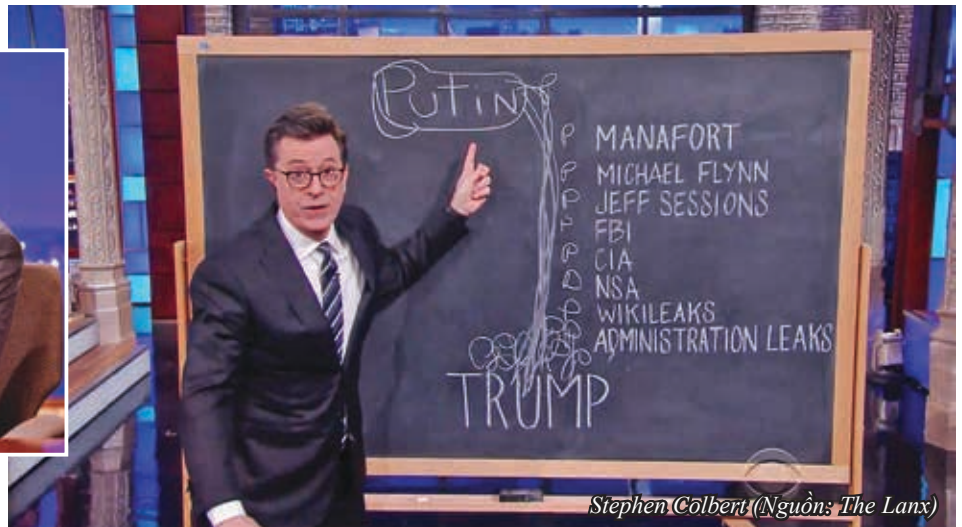 PUTIN
MANAFORT
MICHAEL FLYNN
JEFF SESSIONS
FBI
CIA
NSA
WIKILEAKS
ADMINISTRATION LEAKS
TRUMP
Stephen Colbert (Nguồn: The Lanx)